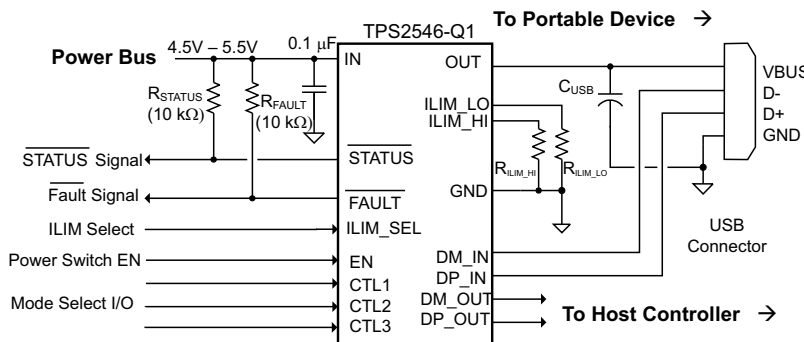 To Portable Device →
TPS2546-Q1
Power Bus
4.5V – 5.5V
0.1 µF
IN
OUT
VBUS
D-
D+
GND
CUSB
RSTATUS
(10 kΩ)
RFAULT
(10 kΩ)
ILIM_LO
ILIM_HI
RILIM_HI
RILIM_LO
STATUS Signal
STATUS
Fault Signal
FAULT
GND
ILIM Select
ILIM_SEL
USB
Connector
Power Switch EN
EN
DM_IN
DP_IN
Mode Select I/O
CTL1
CTL2
CTL3
DM_OUT
DP_OUT
To Host Controller →